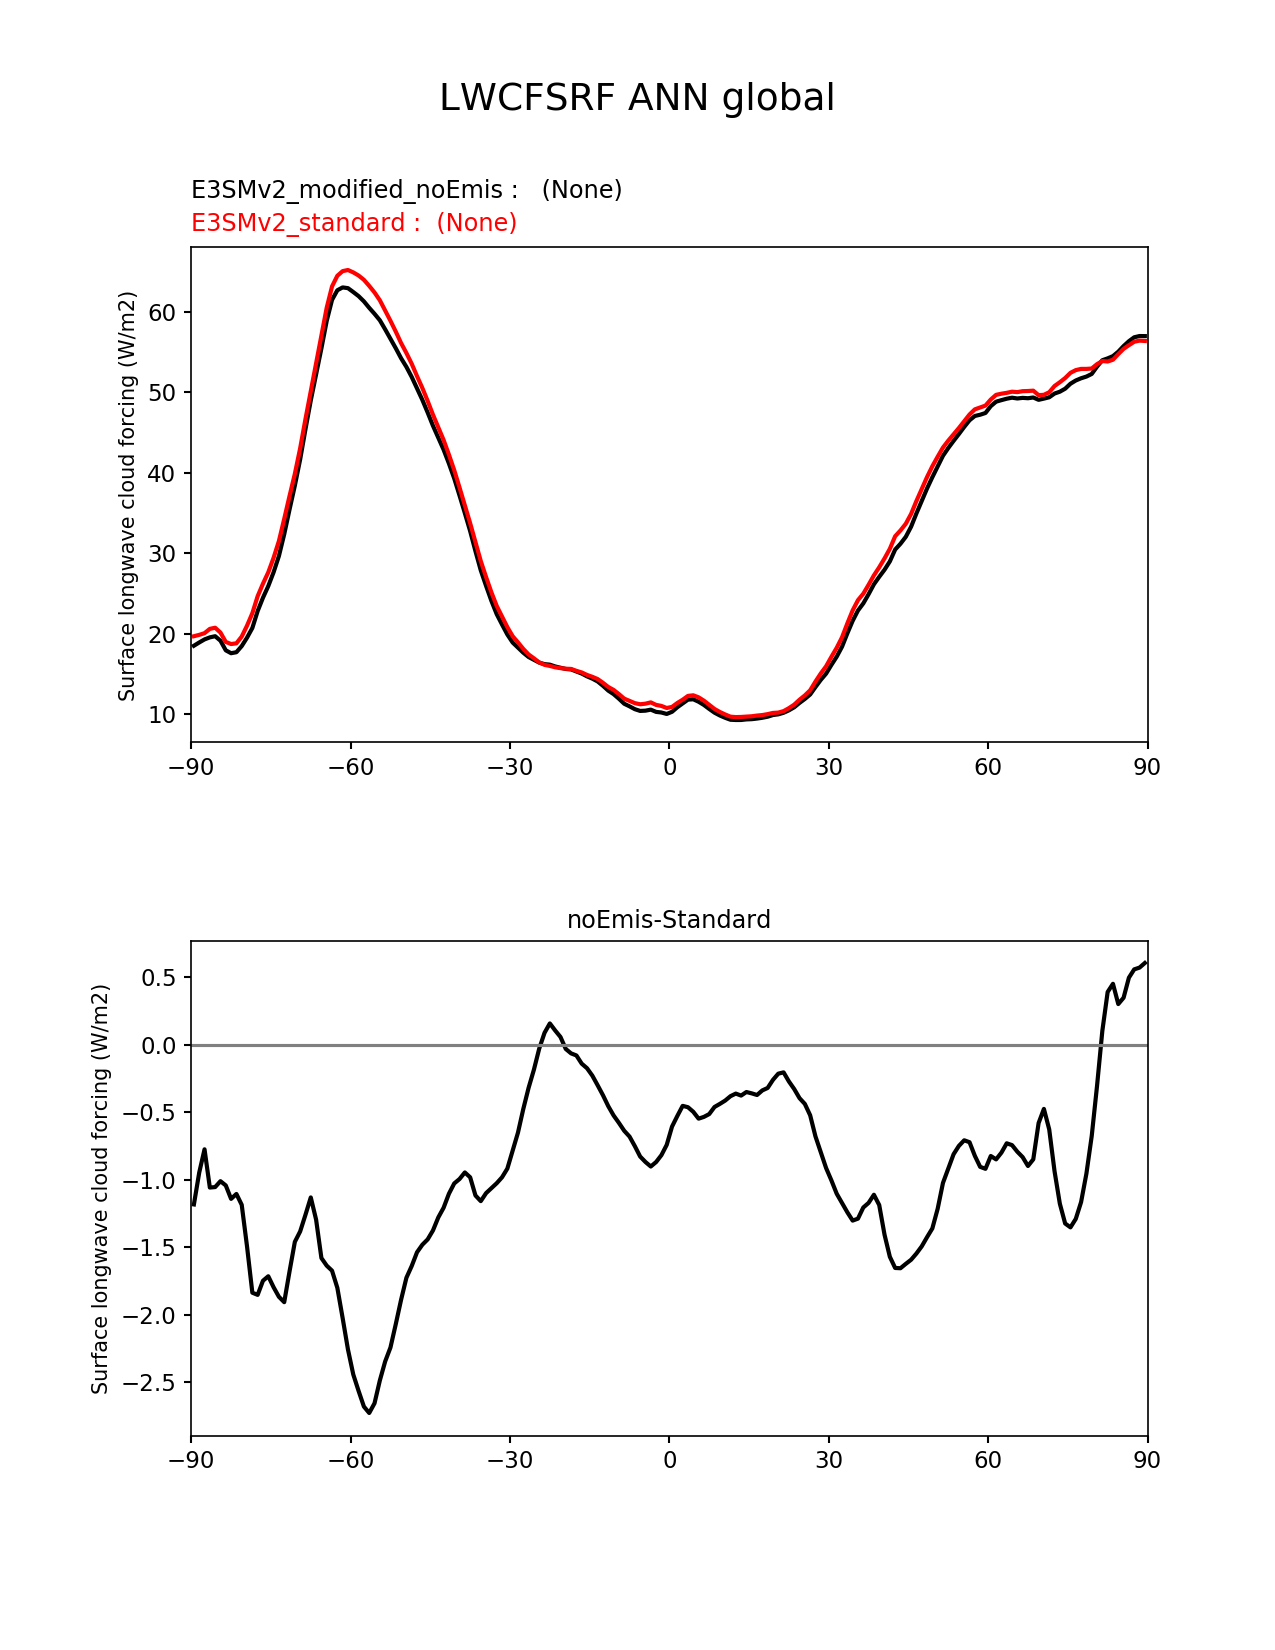 LWCFSRF ANN global
E3SMv2_modified_noEmis :   (None)
E3SMv2_standard :  (None)
Surface longwave cloud forcing (W/m2)
60
50
40
30
20
10
−90 −60 −30 0 30 60 90
noEmis-Standard
Surface longwave cloud forcing (W/m2)
0.5
0.0
−0.5
−1.0
−1.5
−2.0
−2.5
−90 −60 −30 0 30 60 90